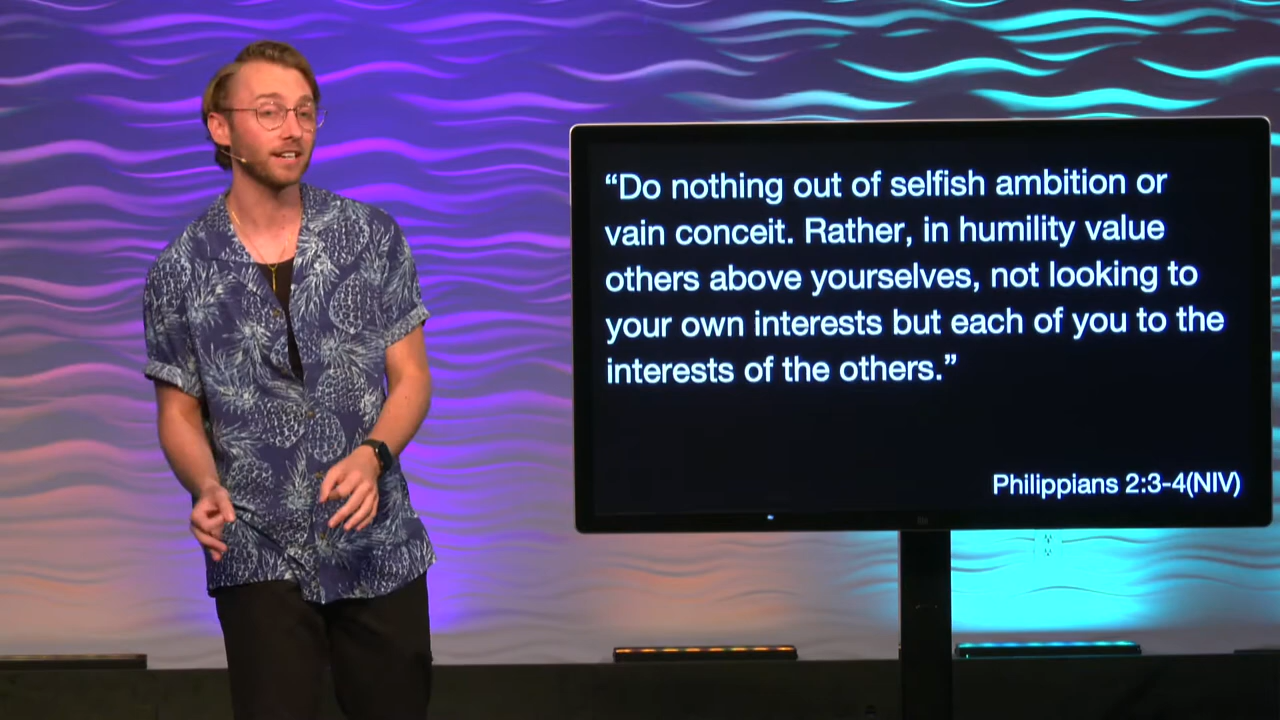 “Do nothing out of selfish ambition or
vain conceit. Rather, in humility value
others above yourselves, not looking to
your own interests but each of you to the
interests of the others.”
Philippians 2:3-4(NIV)